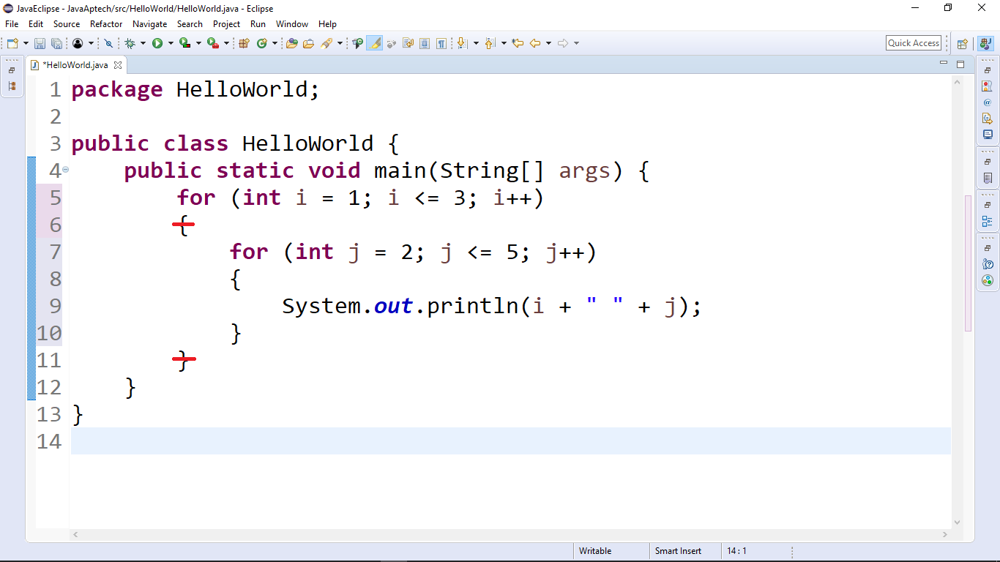 JavaEclipse - JavaAptech/src/HelloWorld/HelloWorld.java - Eclipse
File Edit Source Refactor Navigate Search Project Run Window Help
Quick Access
*HelloWorld.java
1 package HelloWorld;
2
3 public class HelloWorld {
4 public static void main(String[] args) {
5 for (int i = 1; i <= 3; i++)
6 {
7 for (int j = 2; j <= 5; j++)
8 {
9 System.out.println(i + " " + j);
10 }
11 }
12 }
13 }
14
Writable Smart Insert 14 : 1